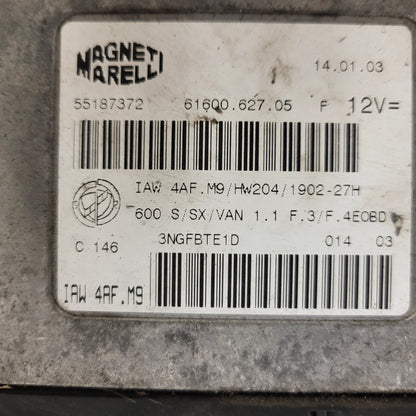 MAGNETI
MARELLI
14.01.03
55187372 61600.627.05 F 12V=
IAW 4AF.M9/HW204/1902-27H
600 S/SX/VAN 1.1 F.3/F.4EOBD
C 146 3NGFBTE1D 014 03
IAW 4AF.M9